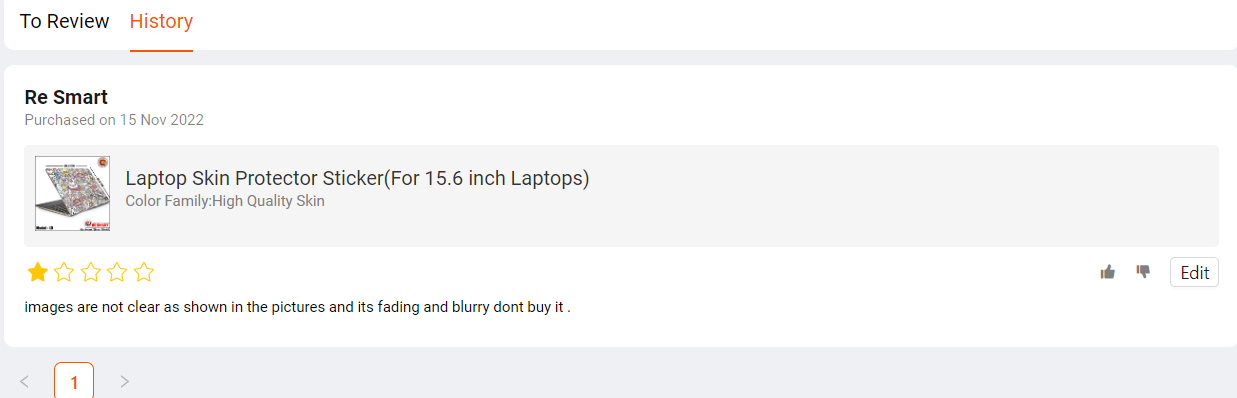 To Review History
Re Smart
Purchased on 15 Nov 2022
Laptop Skin Protector Sticker(For 15.6 inch Laptops)
Color Family:High Quality Skin
Edit
images are not clear as shown in the pictures and its fading and blurry dont buy it .
1